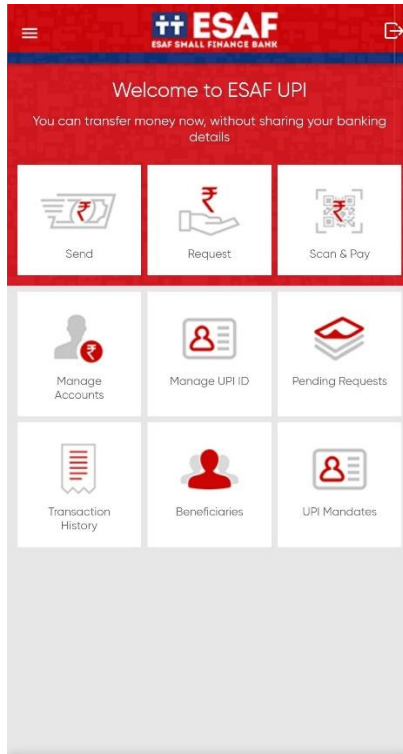 ESAF
ESAF SMALL FINANCE BANK
Welcome to ESAF UPI
You can transfer money now, without sharing your banking
details
Send
Request
Scan & Pay
Manage
Accounts
Manage UPI ID
Pending Requests
Transaction
History
Beneficiaries
UPI Mandates